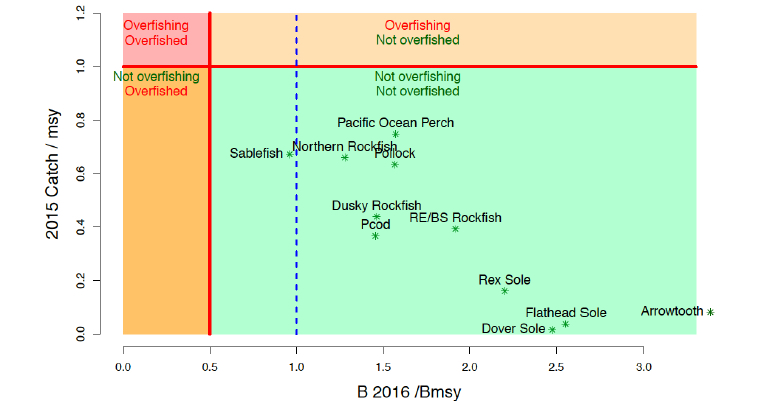 1.2
Overfishing
Overfished
Overfishing
Not overfished
1.0
Not overfishing
Overfished
Not overfishing
Not overfished
0.8
Pacific Ocean Perch
Sablefish
Northern Rockfish
Pollock
0.6
0.4
Dusky Rockfish
Pcod
RE/BS Rockfish
0.2
Rex Sole
Flathead Sole
Arrowtooth
Dover Sole
0.0
2015 Catch / msy
0.0 0.5 1.0 1.5 2.0 2.5 3.0
B 2016 /Bmsy